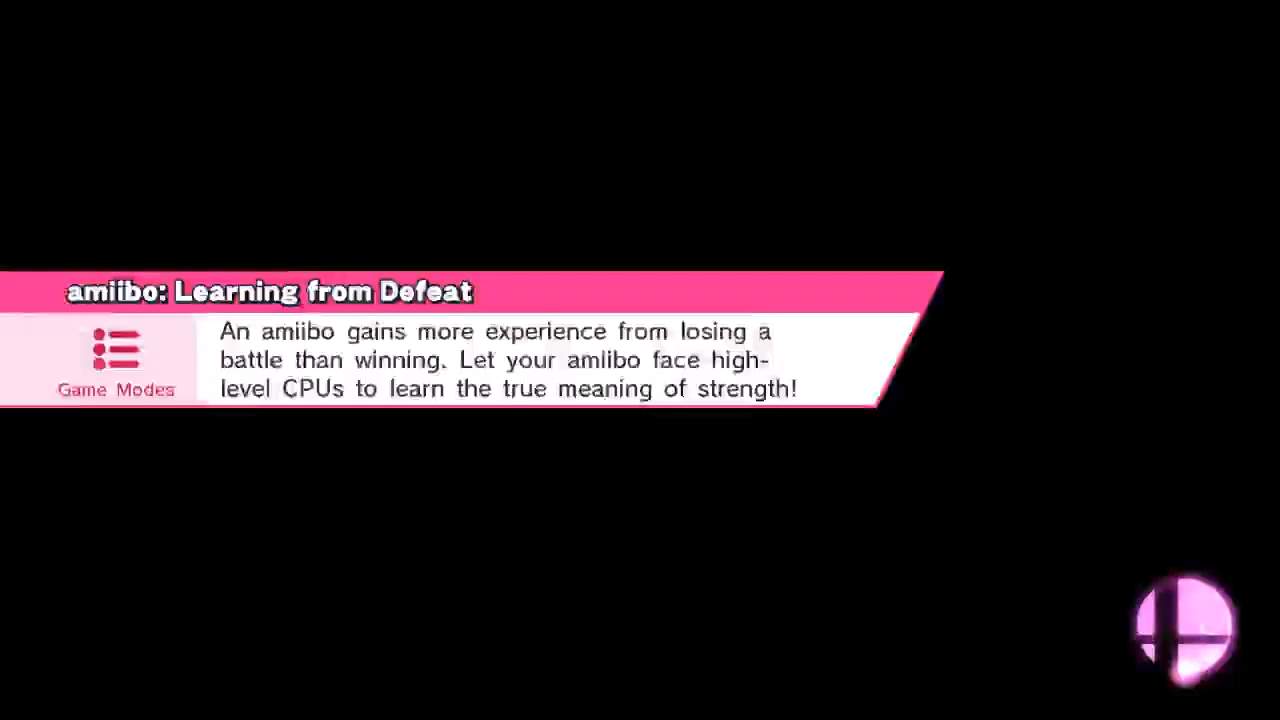 amiibo: Learning from Defeat
An amiibo gains more experience from losing a
battle than winning. Let your amiibo face high-
level CPUs to learn the true meaning of strength!
Game Modes